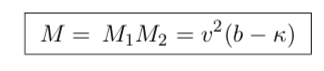 M = M₁M₂ = v²(b − κ)